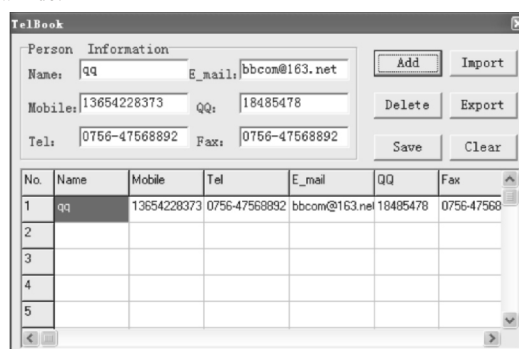 TelBook
Person Information
Name: qq E_mail: bbcom@163.net
Mobile: 13654228373 QQ: 18485478
Tel: 0756-47568892 Fax: 0756-47568892
Add Import
Delete Export
Save Clear
No. Name Mobile Tel E_mail QQ Fax
1 qq 13654228373 0756-47568892 bbcom@163.nel 18485478 0756-47568
2
3
4
5